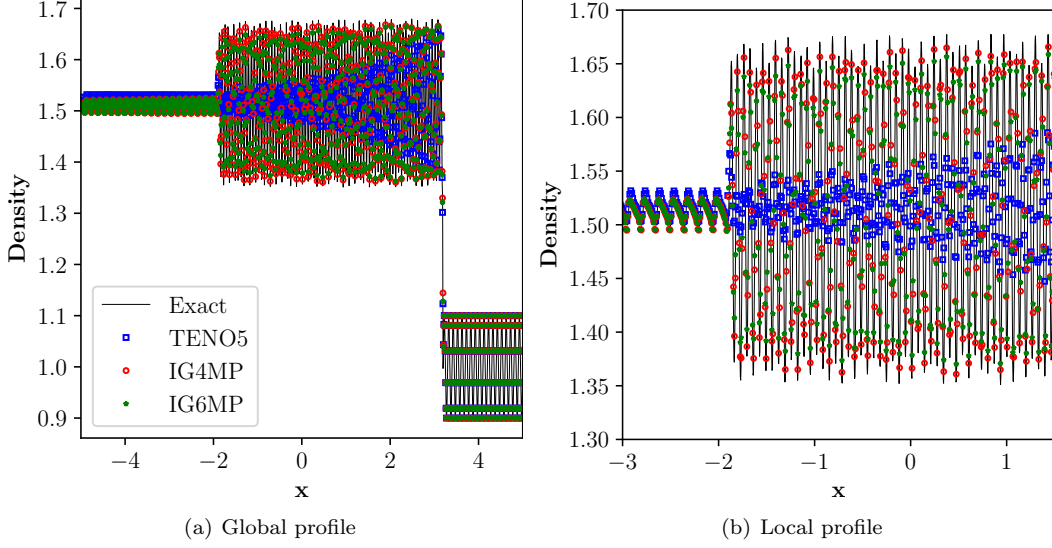 1.7
1.6
1.5
1.4
1.3
1.2
1.1
1.0
0.9
Density
Exact
TENO5
IG4MP
IG6MP
−4 −2 0 2 4
x
(a) Global profile
1.70
1.65
1.60
1.55
1.50
1.45
1.40
1.35
1.30
Density
−3 −2 −1 0 1
x
(b) Local profile